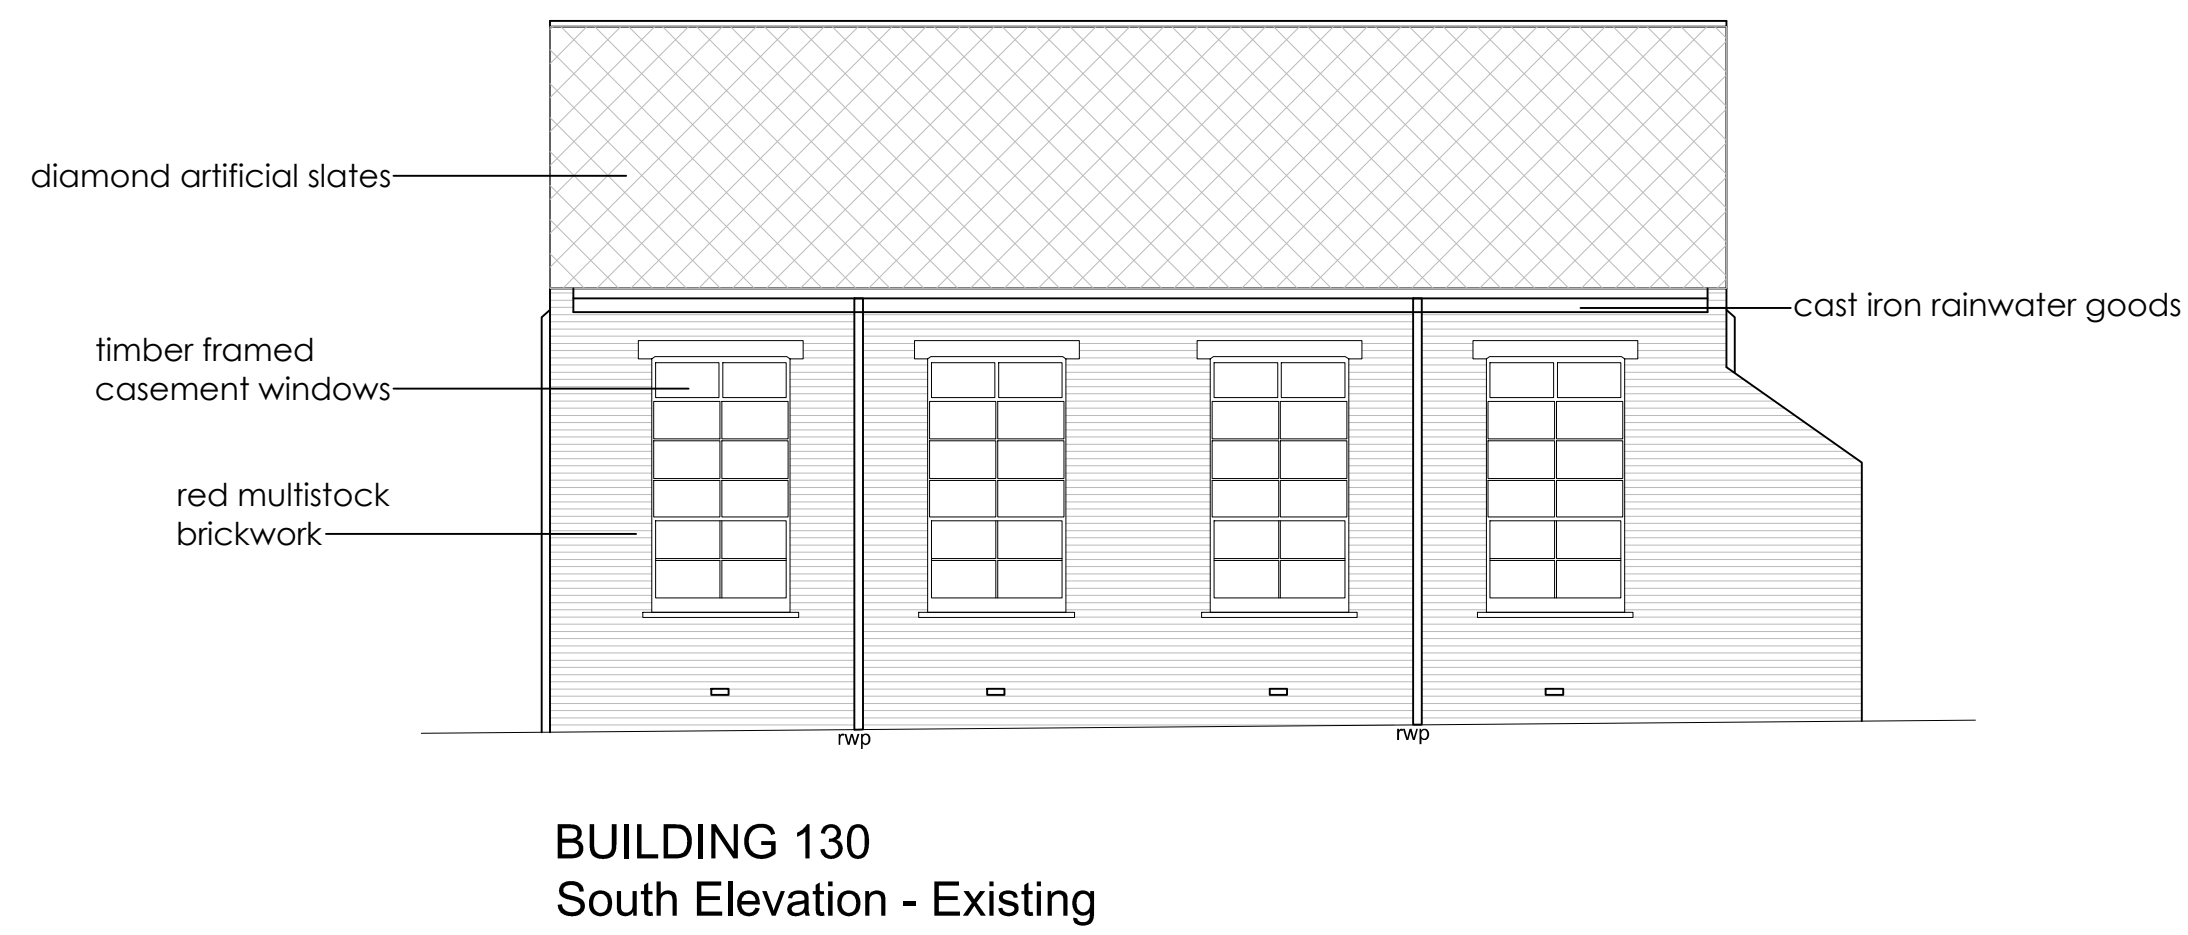 diamond artificial slates
cast iron rainwater goods
timber framed
casement windows
red multistock
brickwork
rwp
rwp
BUILDING 130
South Elevation - Existing